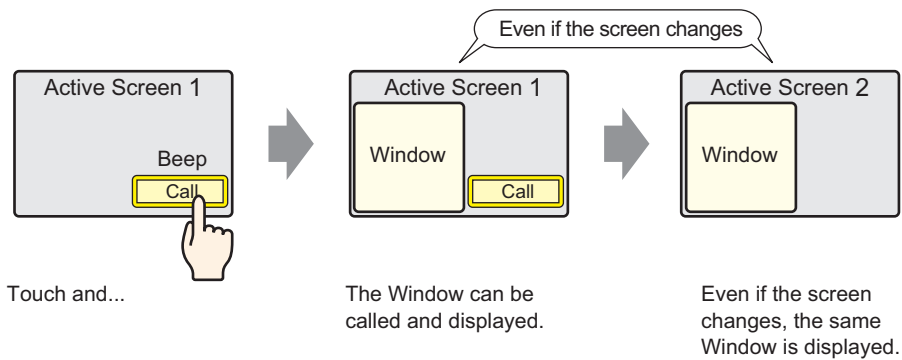 Even if the screen changes
Active Screen 1
Beep
Call
Active Screen 1
Window
Call
Active Screen 2
Window
Touch and...
The Window can be
called and displayed.
Even if the screen
changes, the same
Window is displayed.